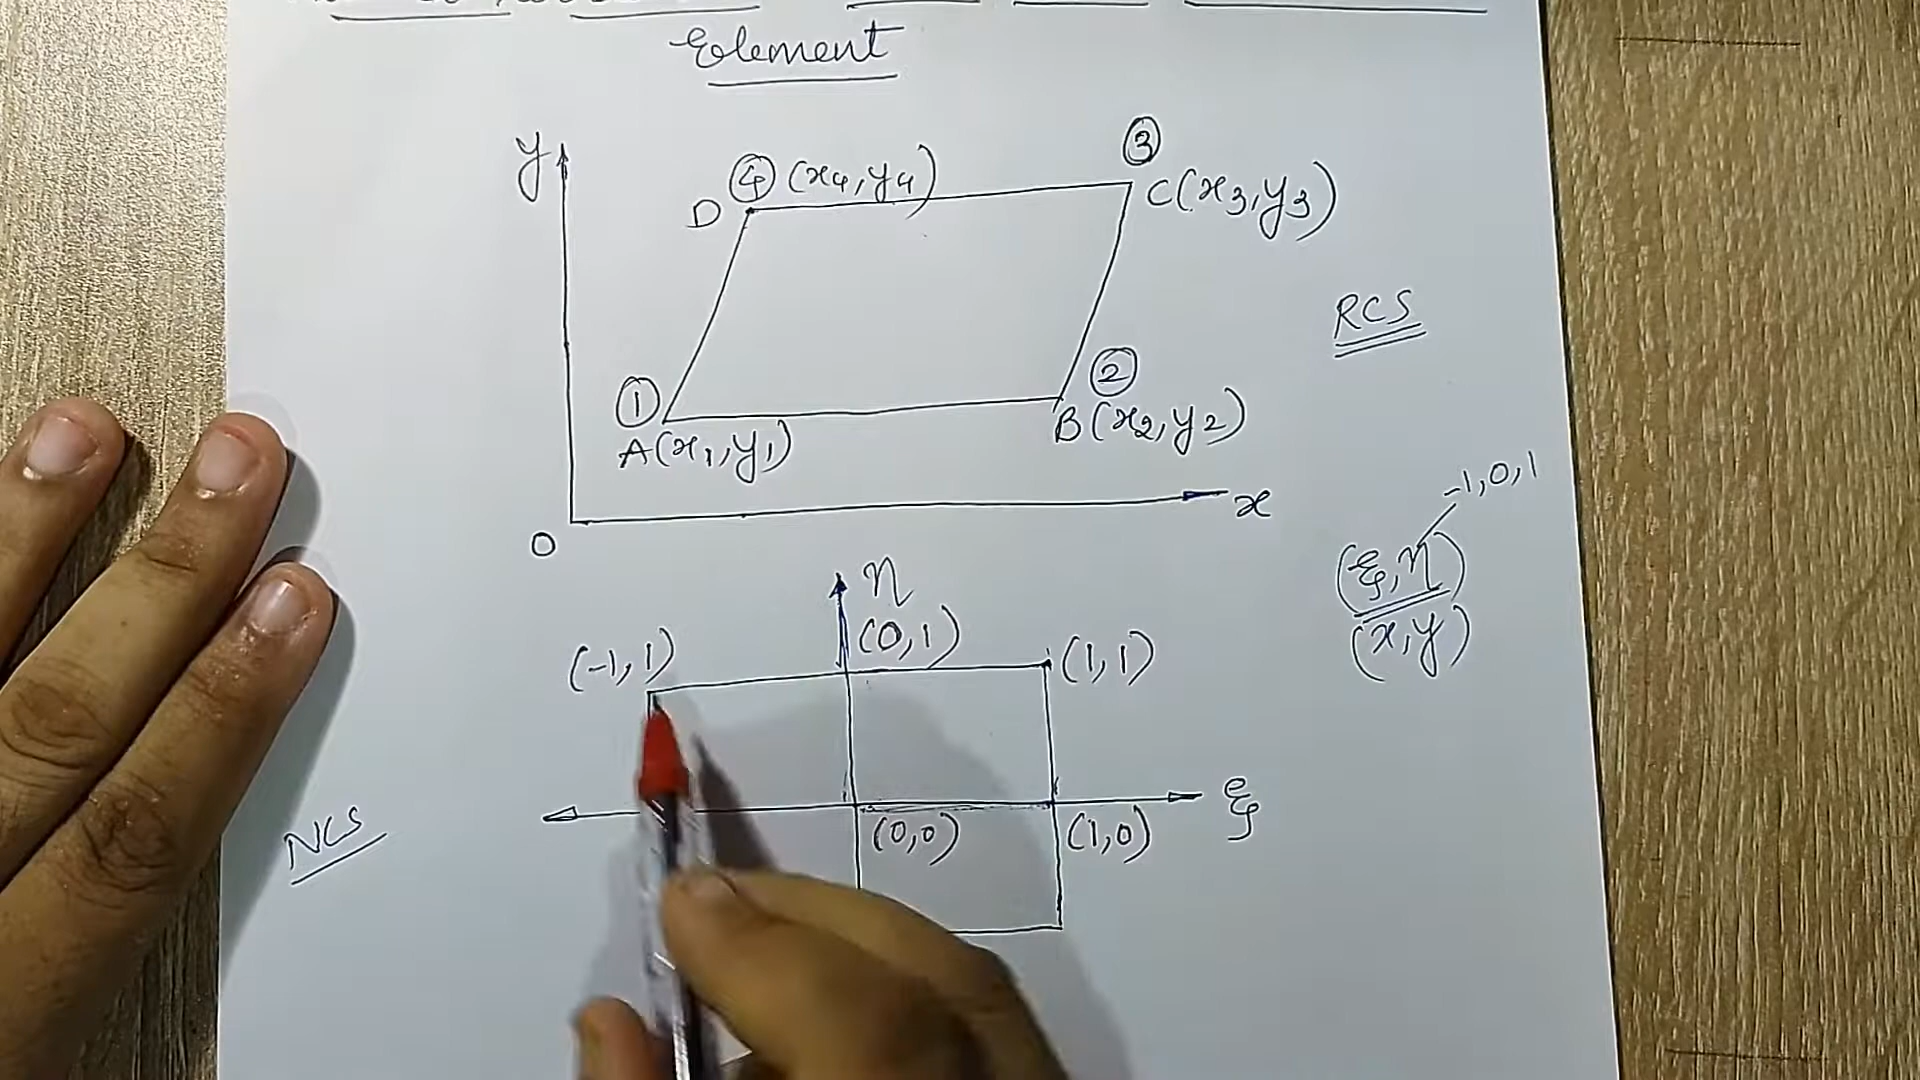 Element
y
③
④ (x4, y4)
D
C(x3, y3)
RCS
①
②
A(x1, y1)
B(x2, y2)
-1, 0, 1
x
0
(ξ, η)
(x, y)
η
(0, 1)
(-1, 1)
(1, 1)
ξ
NCS
(0, 0)
(1, 0)